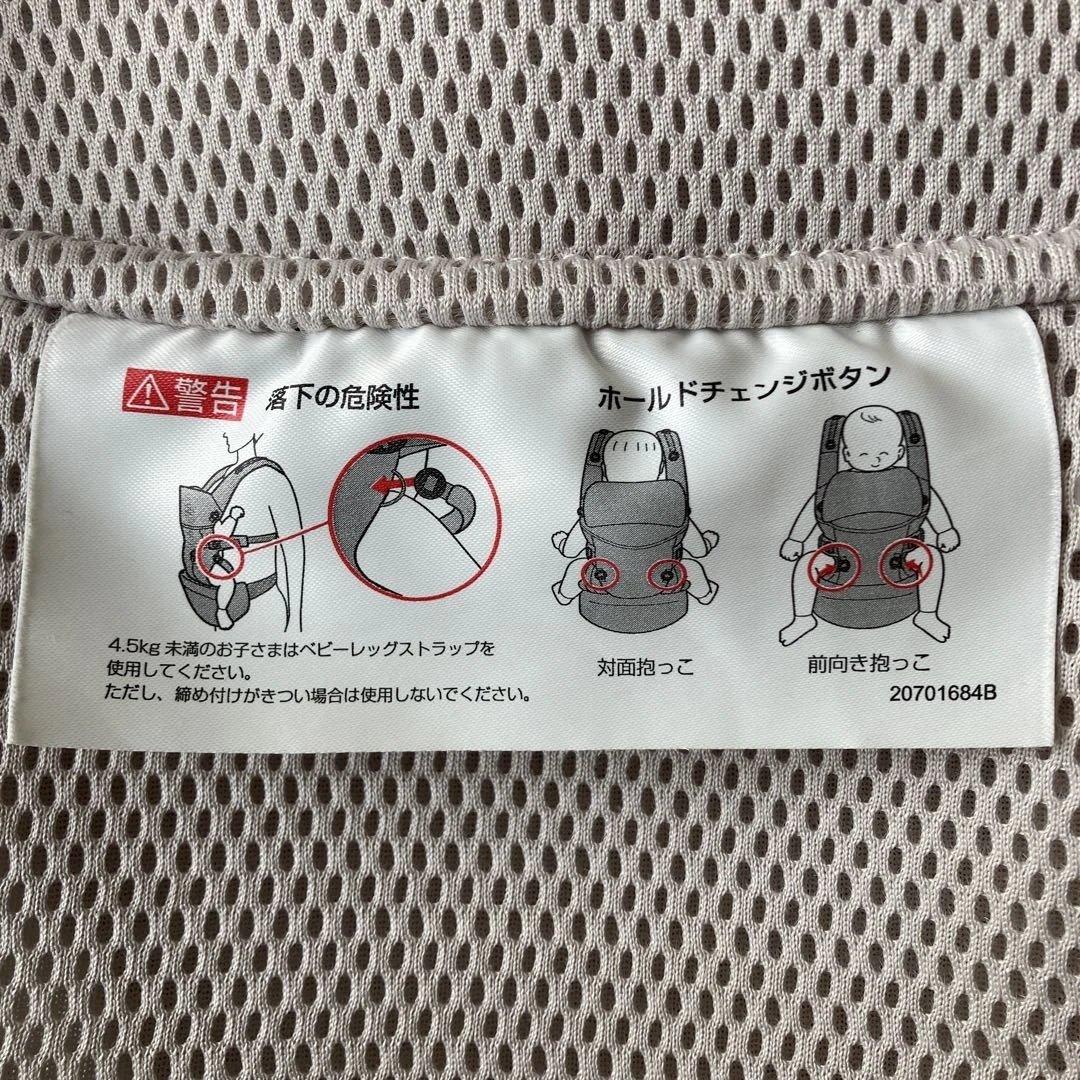 警告 落下の危険性
4.5kg 未満のお子さまはベビーレッグストラップを
使用してください。
ただし、締め付けがきつい場合は使用しないでください。
ホールドチェンジボタン
対面抱っこ
前向き抱っこ
20701684B